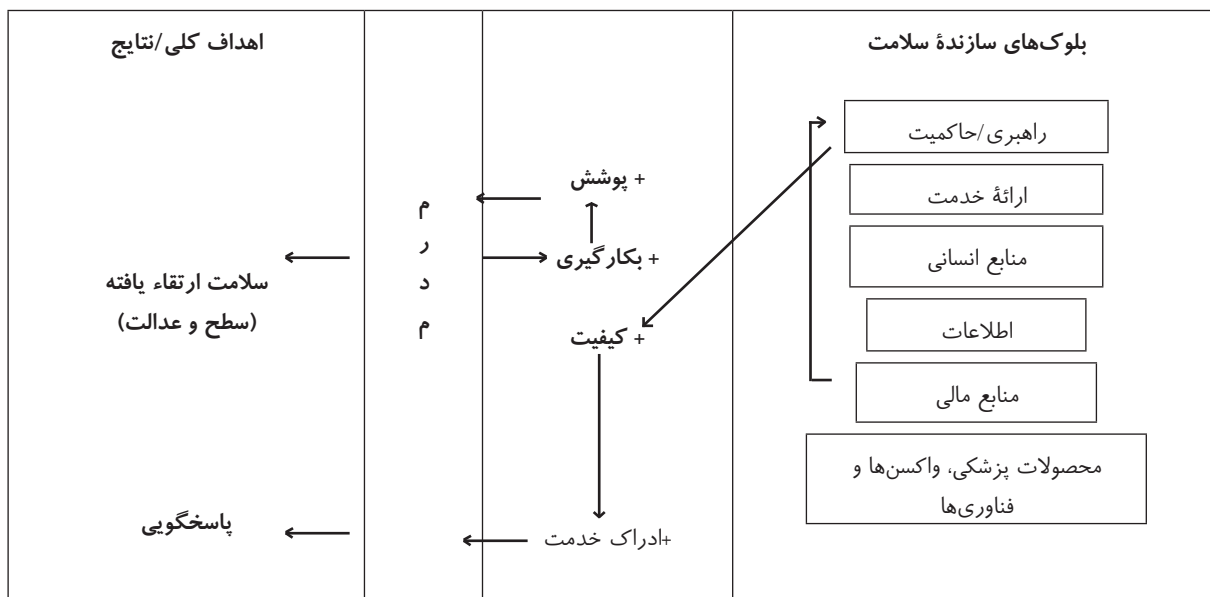 بلوک‌های سازندهٔ سلامت
راهبری/حاکمیت
ارائهٔ خدمت
منابع انسانی
اطلاعات
منابع مالی
محصولات پزشکی، واکسن‌ها و
فناوری‌ها
+ پوشش
+ بکارگیری
+ کیفیت
+ادراک خدمت
م
ر
د
م
اهداف کلی/نتایج
سلامت ارتقاء یافته
(سطح و عدالت)
پاسخگویی